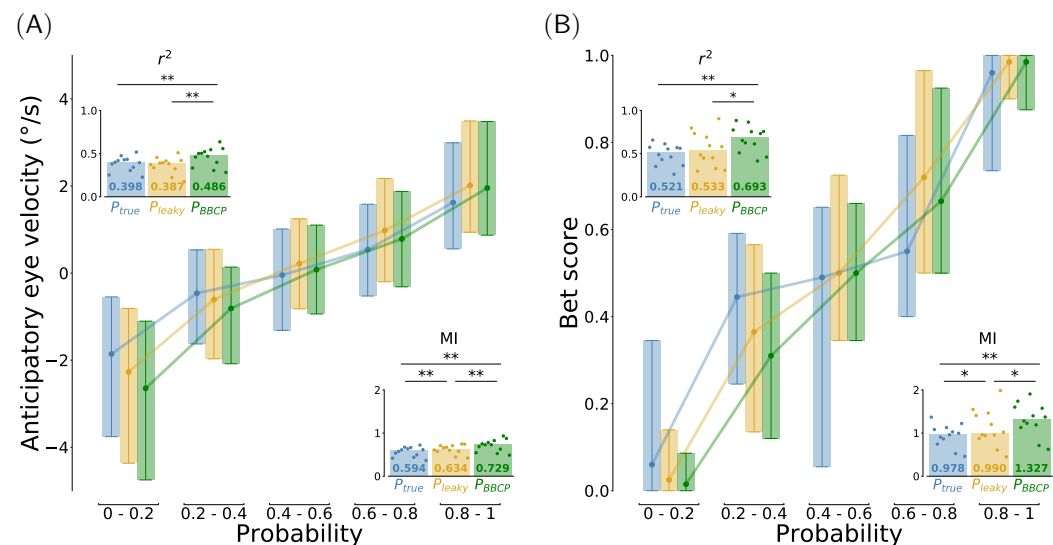 (A)
r²
**
**
1.0
0.5
0.0
0.398 0.387 0.486
P_true P_leaky P_BBCP
Anticipatory eye velocity (°/s)
4
2
0
−2
−4
MI
**
** **
2
1
0
0.594 0.634 0.729
P_true P_leaky P_BBCP
0 - 0.2 0.2 - 0.4 0.4 - 0.6 0.6 - 0.8 0.8 - 1
Probability
(B)
r²
**
*
1.0
0.5
0.0
0.521 0.533 0.693
P_true P_leaky P_BBCP
Bet score
1.0
0.8
0.6
0.4
0.2
0.0
MI
**
* *
2
1
0
0.978 0.990 1.327
P_true P_leaky P_BBCP
0 - 0.2 0.2 - 0.4 0.4 - 0.6 0.6 - 0.8 0.8 - 1
Probability